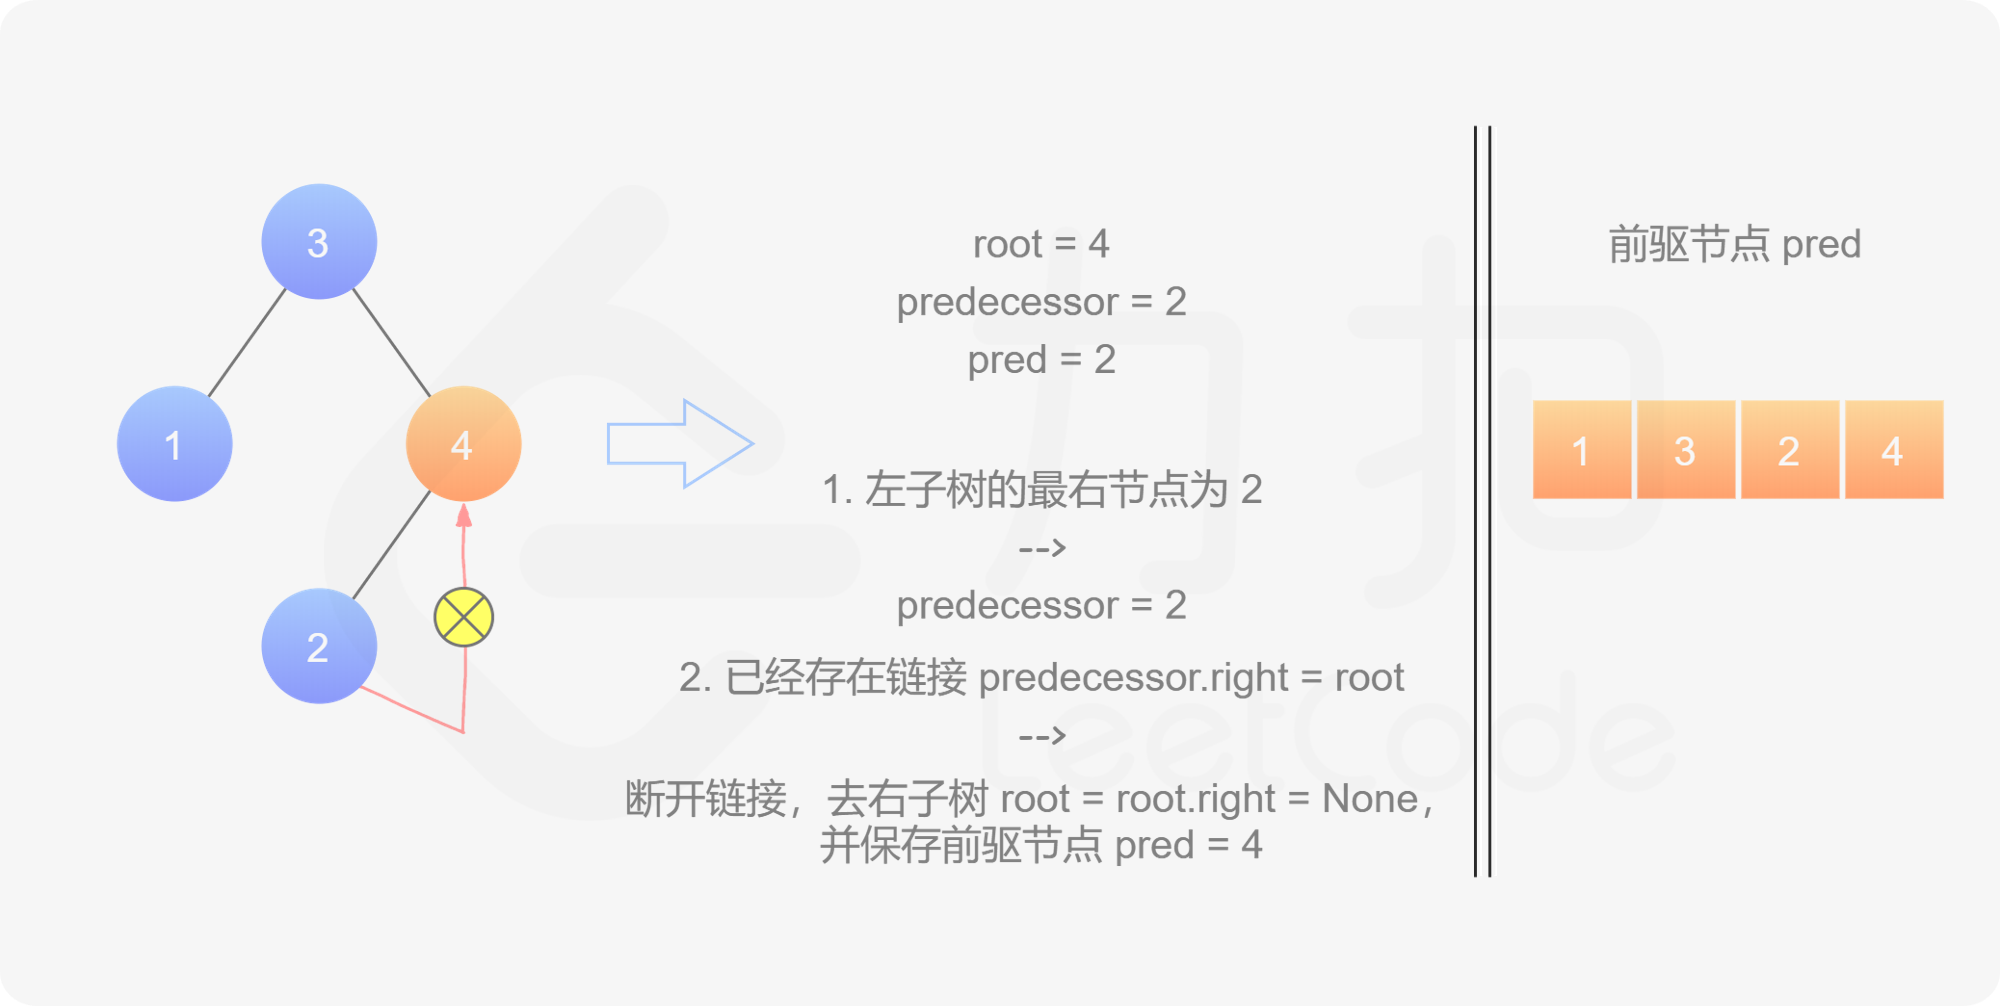 3
1
4
2
root = 4
predecessor = 2
pred = 2
1. 左子树的最右节点为 2
-->
predecessor = 2
2. 已经存在链接 predecessor.right = root
-->
断开链接，去右子树 root = root.right = None，
并保存前驱节点 pred = 4
前驱节点 pred
1 3 2 4
力扣
LeetCode